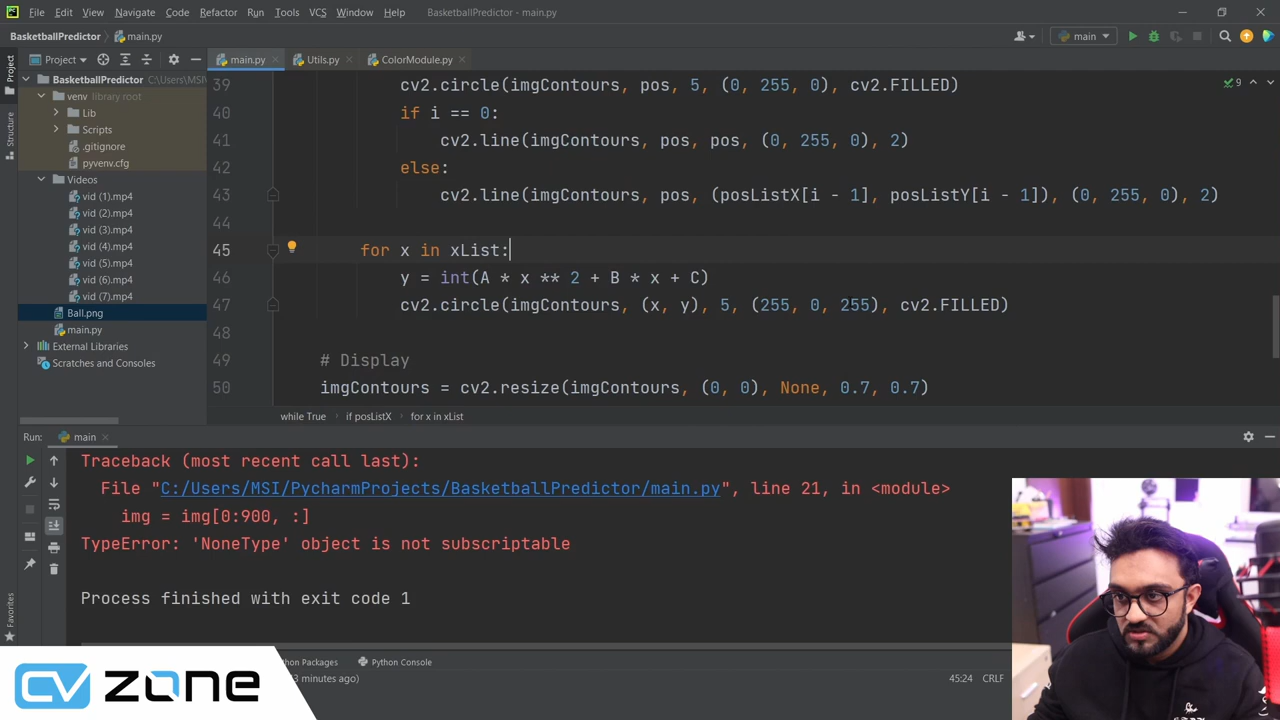 File Edit View Navigate Code Refactor Run Tools VCS Window Help BasketballPredictor - main.py
BasketballPredictor main.py main
Project main.py Utils.py ColorModule.py
Project
Structure
Favorites
BasketballPredictor C:\Users\MSI\
venv library root
Lib
Scripts
.gitignore
pyvenv.cfg
Videos
vid (1).mp4
vid (2).mp4
vid (3).mp4
vid (4).mp4
vid (5).mp4
vid (6).mp4
vid (7).mp4
Ball.png
main.py
External Libraries
Scratches and Consoles
9
39 cv2.circle(imgContours, pos, 5, (0, 255, 0), cv2.FILLED)
40 if i == 0:
41 cv2.line(imgContours, pos, pos, (0, 255, 0), 2)
42 else:
43 cv2.line(imgContours, pos, (posListX[i - 1], posListY[i - 1]), (0, 255, 0), 2)
44
45 for x in xList:
46 y = int(A * x ** 2 + B * x + C)
47 cv2.circle(imgContours, (x, y), 5, (255, 0, 255), cv2.FILLED)
48
49 # Display
50 imgContours = cv2.resize(imgContours, (0, 0), None, 0.7, 0.7)
while True if posListX for x in xList
Run: main
Traceback (most recent call last):
File "C:/Users/MSI/PycharmProjects/BasketballPredictor/main.py", line 21, in <module>
img = img[0:900, :]
TypeError: 'NoneType' object is not subscriptable
Process finished with exit code 1
Packages Python Console
3 minutes ago) 45:24 CRLF
CV ZONE